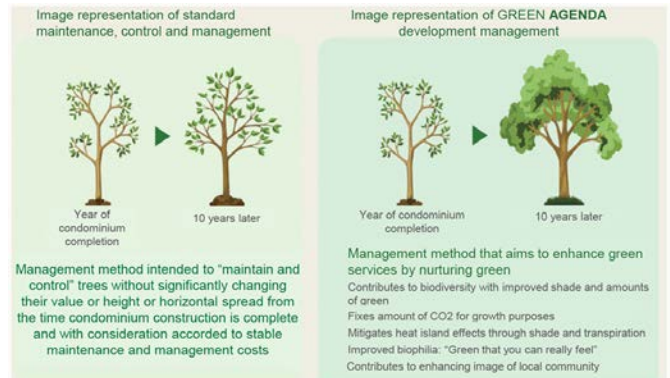 Image representation of standard
maintenance, control and management
Year of
condominium
completion
10 years later
Management method intended to “maintain and
control” trees without significantly changing
their value or height or horizontal spread from
the time condominium construction is complete
and with consideration accorded to stable
maintenance and management costs
Image representation of GREEN AGENDA
development management
Year of condominium
completion
10 years later
Management method that aims to enhance green
services by nurturing green
Contributes to biodiversity with improved shade and amounts
of green
Fixes amount of CO2 for growth purposes
Mitigates heat island effects through shade and transpiration
Improved biophilia: “Green that you can really feel”
Contributes to enhancing image of local community